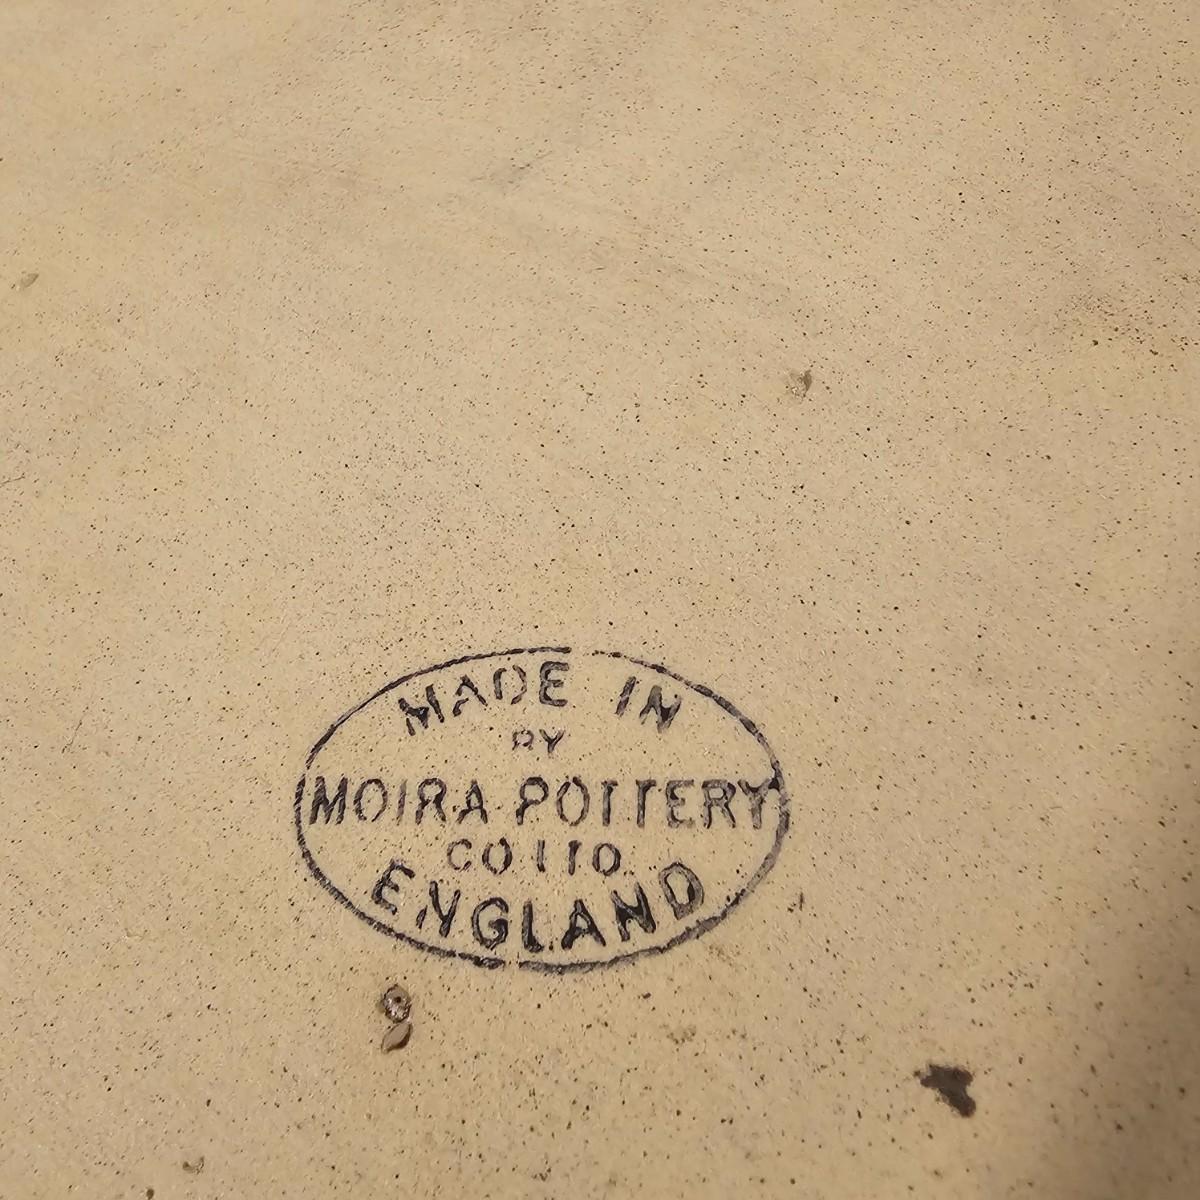 MADE IN
BY
MOIRA POTTERY
CO LTD
ENGLAND